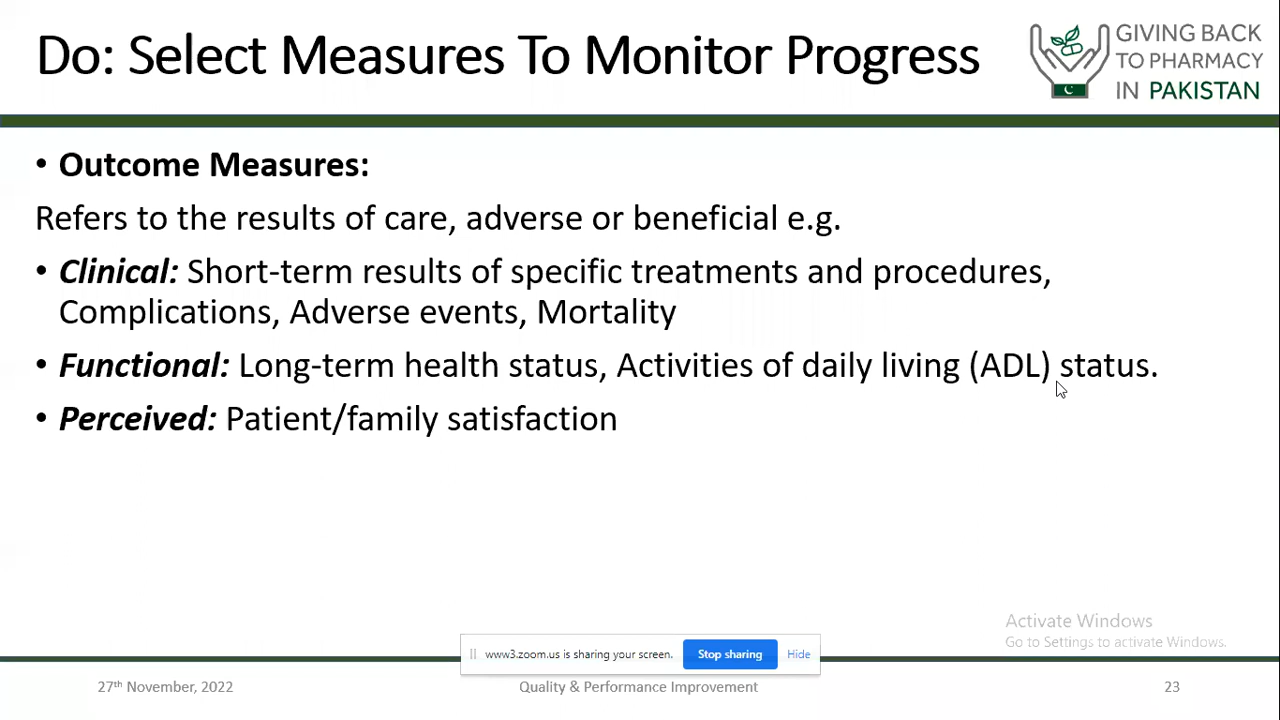 Do: Select Measures To Monitor Progress
GIVING BACK
TO PHARMACY
IN PAKISTAN
• Outcome Measures:
Refers to the results of care, adverse or beneficial e.g.
• Clinical: Short-term results of specific treatments and procedures,
Complications, Adverse events, Mortality
• Functional: Long-term health status, Activities of daily living (ADL) status.
• Perceived: Patient/family satisfaction
Activate Windows
Go to Settings to activate Windows.
www3.zoom.us is sharing your screen. Stop sharing Hide
27th November, 2022 Quality & Performance Improvement 23